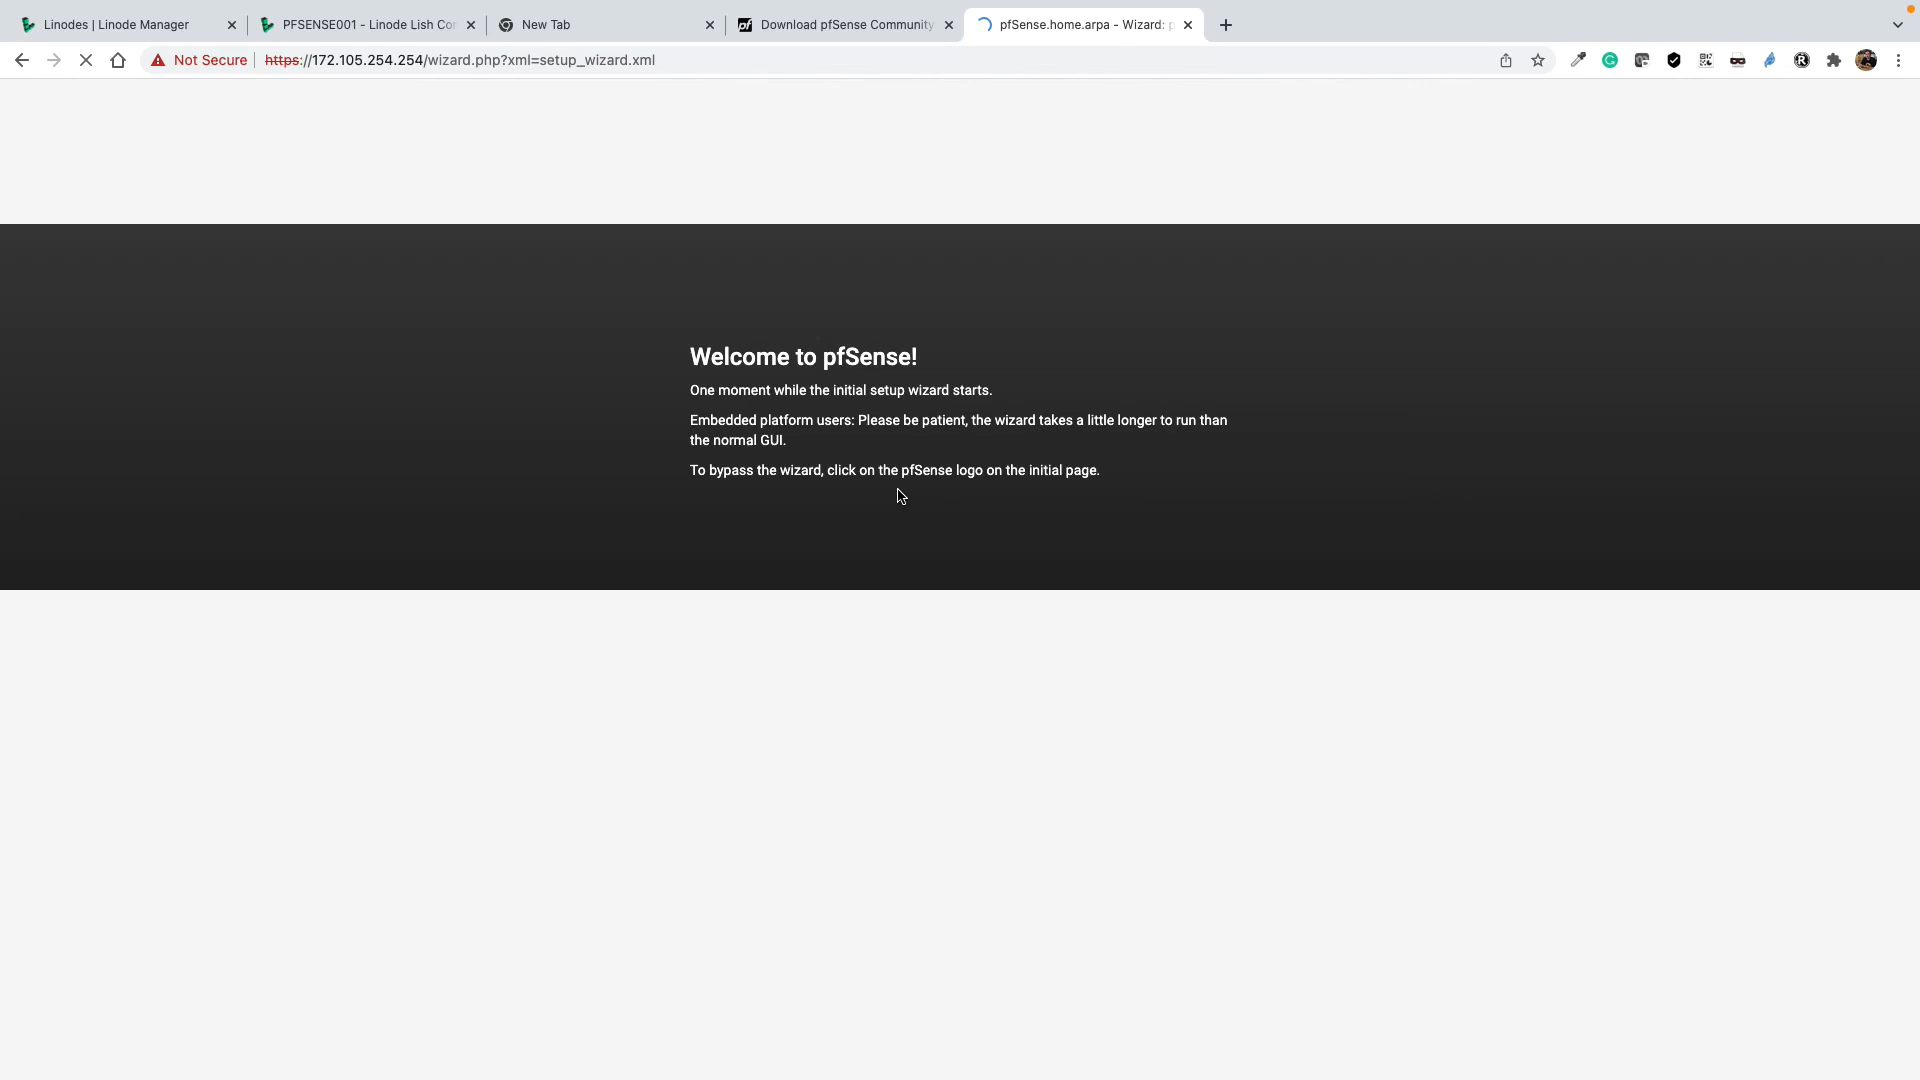 Linodes | Linode Manager
PFSENSE001 - Linode Lish Cor
New Tab
Download pfSense Community
pfSense.home.arpa - Wizard: p
Not Secure
https://172.105.254.254/wizard.php?xml=setup_wizard.xml
Welcome to pfSense!
One moment while the initial setup wizard starts.
Embedded platform users: Please be patient, the wizard takes a little longer to run than
the normal GUI.
To bypass the wizard, click on the pfSense logo on the initial page.